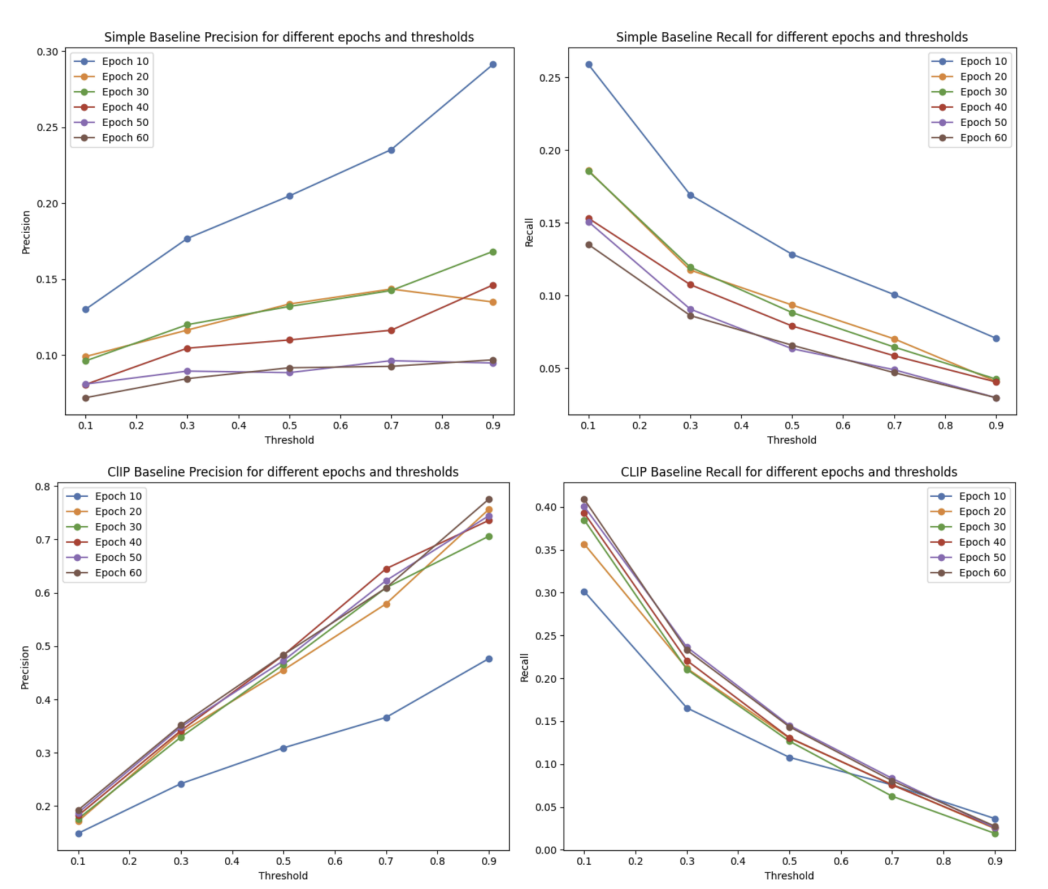 Simple Baseline Precision for different epochs and thresholds
0.30
0.25
0.20
0.15
0.10
Precision
Epoch 10
Epoch 20
Epoch 30
Epoch 40
Epoch 50
Epoch 60
0.1 0.2 0.3 0.4 0.5 0.6 0.7 0.8 0.9
Threshold
Simple Baseline Recall for different epochs and thresholds
0.25
0.20
0.15
0.10
0.05
Recall
Epoch 10
Epoch 20
Epoch 30
Epoch 40
Epoch 50
Epoch 60
0.1 0.2 0.3 0.4 0.5 0.6 0.7 0.8 0.9
Threshold
ClIP Baseline Precision for different epochs and thresholds
0.8
0.7
0.6
0.5
0.4
0.3
0.2
Precision
Epoch 10
Epoch 20
Epoch 30
Epoch 40
Epoch 50
Epoch 60
0.1 0.2 0.3 0.4 0.5 0.6 0.7 0.8 0.9
Threshold
CLIP Baseline Recall for different epochs and thresholds
0.40
0.35
0.30
0.25
0.20
0.15
0.10
0.05
0.00
Recall
Epoch 10
Epoch 20
Epoch 30
Epoch 40
Epoch 50
Epoch 60
0.1 0.2 0.3 0.4 0.5 0.6 0.7 0.8 0.9
Threshold